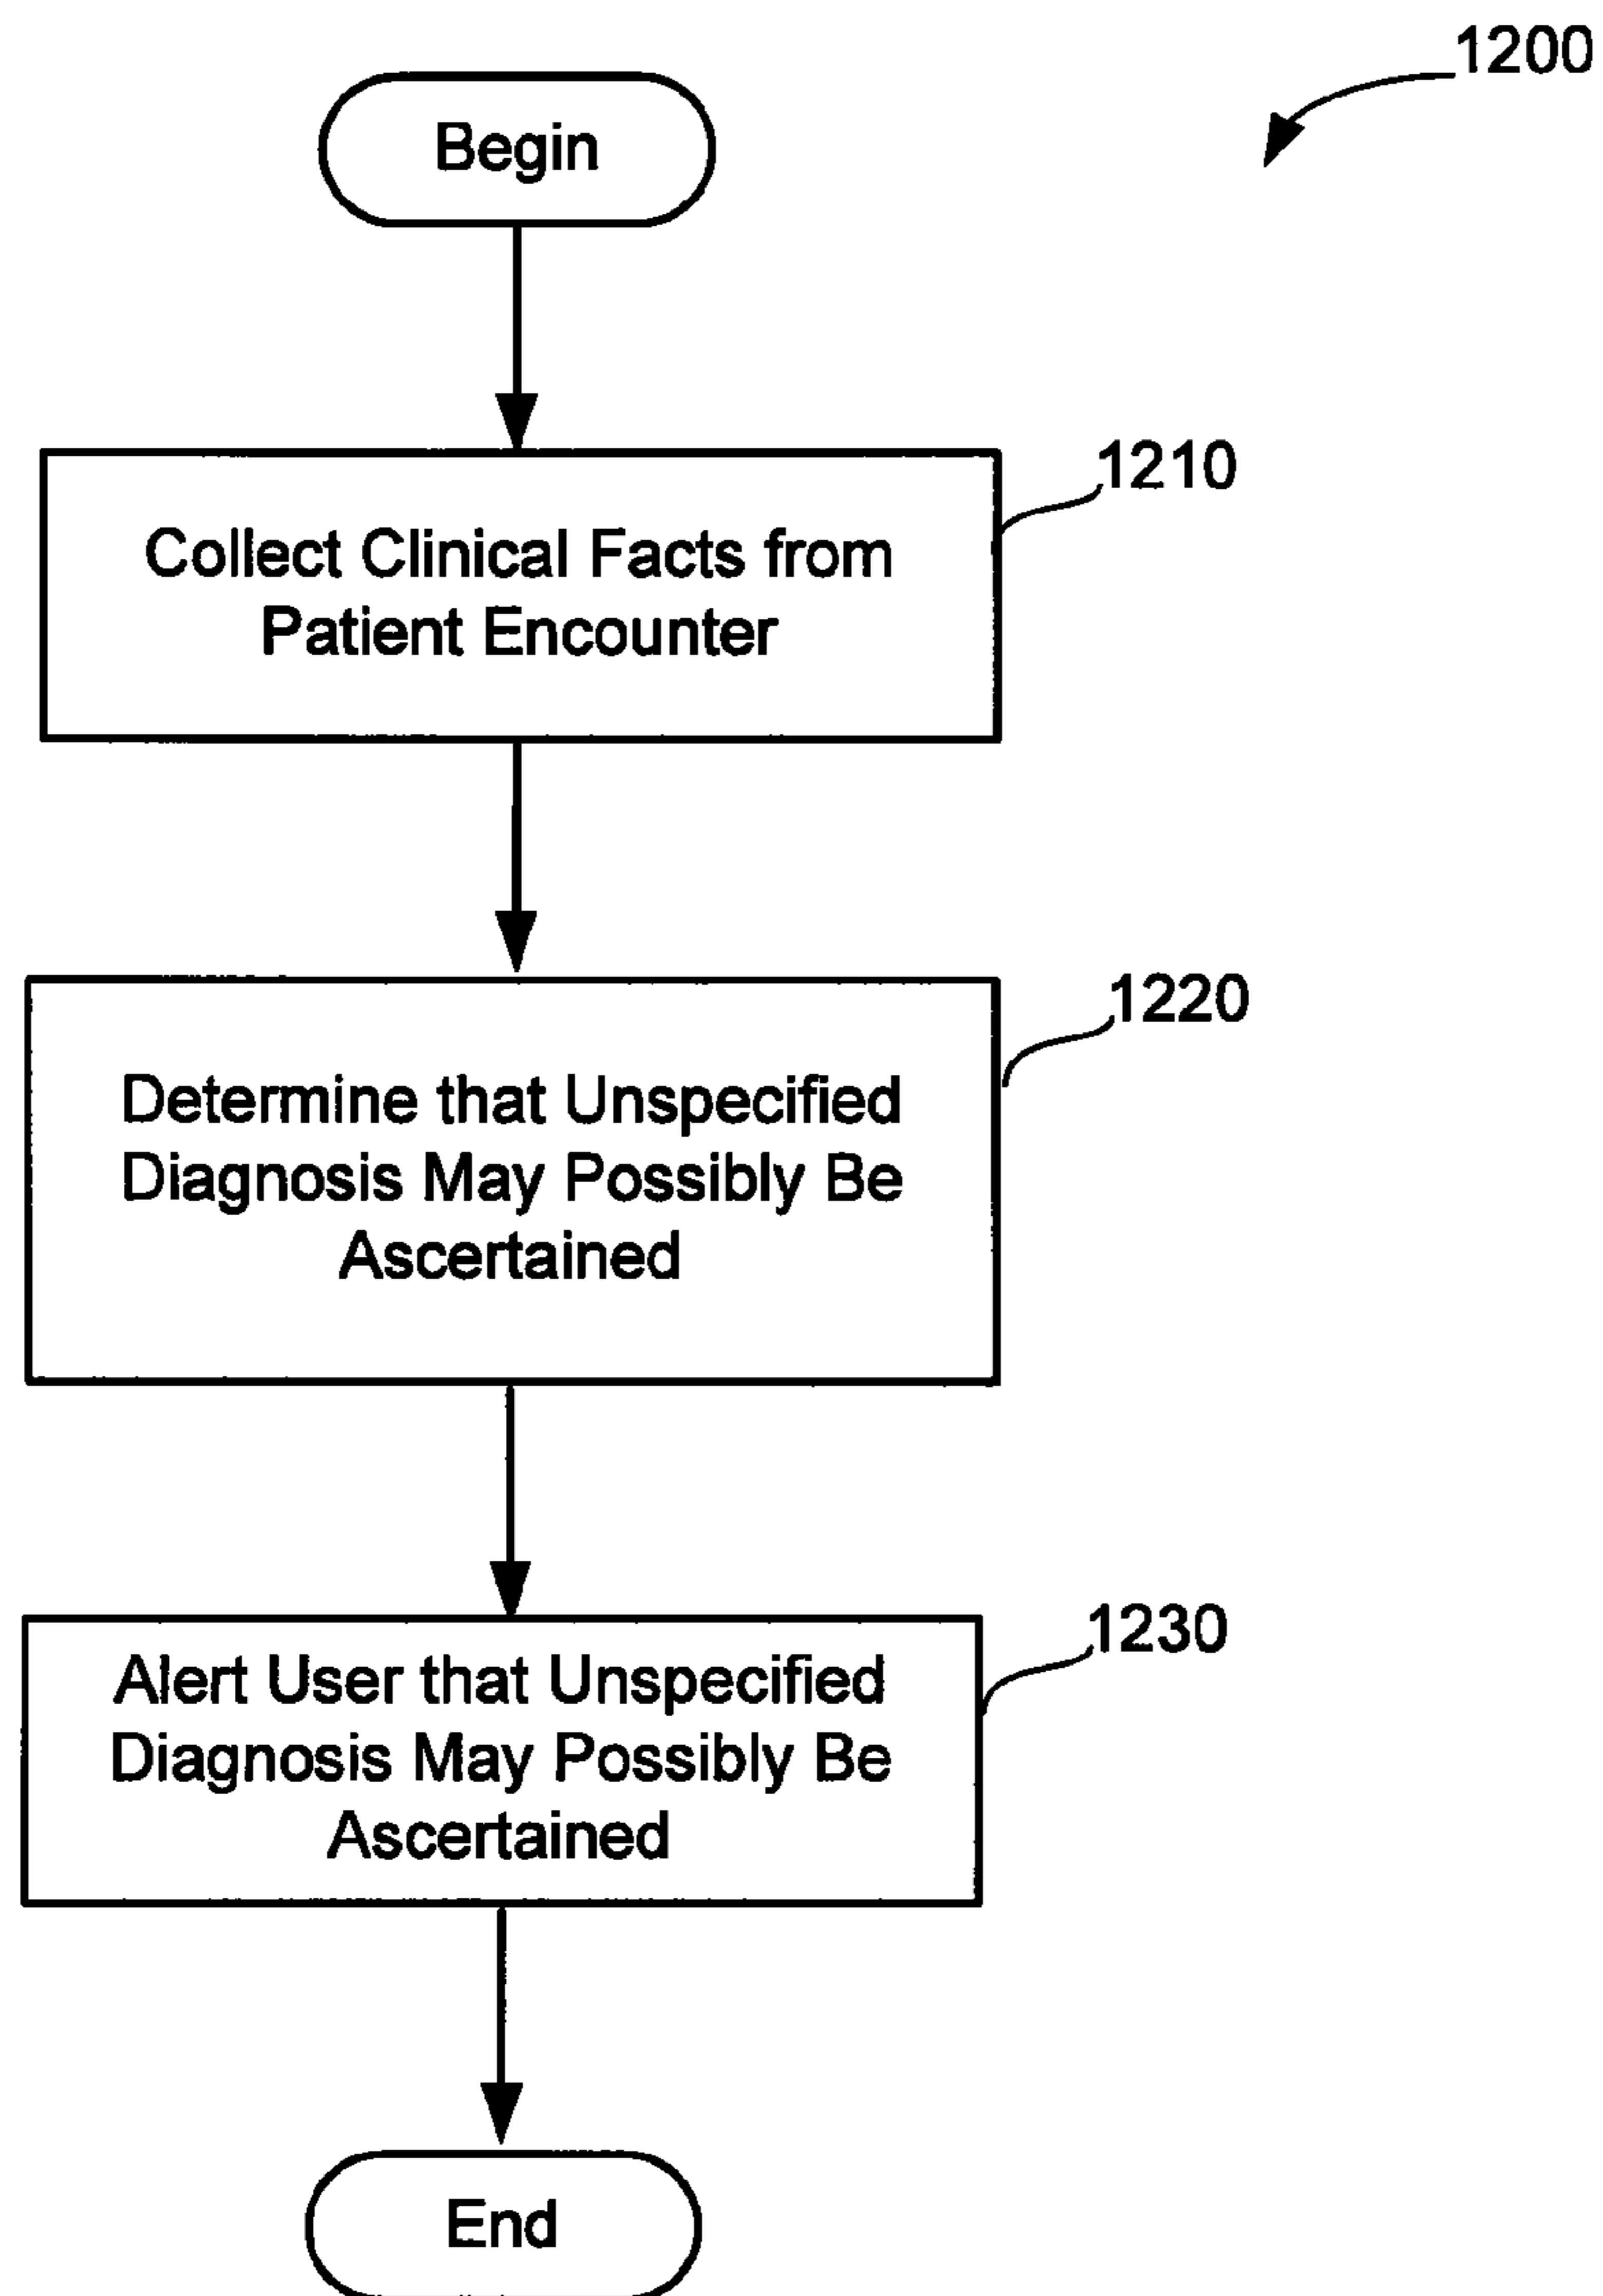 1200
Begin
1210
Collect Clinical Facts from
Patient Encounter
1220
Determine that Unspecified
Diagnosis May Possibly Be
Ascertained
1230
Alert User that Unspecified
Diagnosis May Possibly Be
Ascertained
End